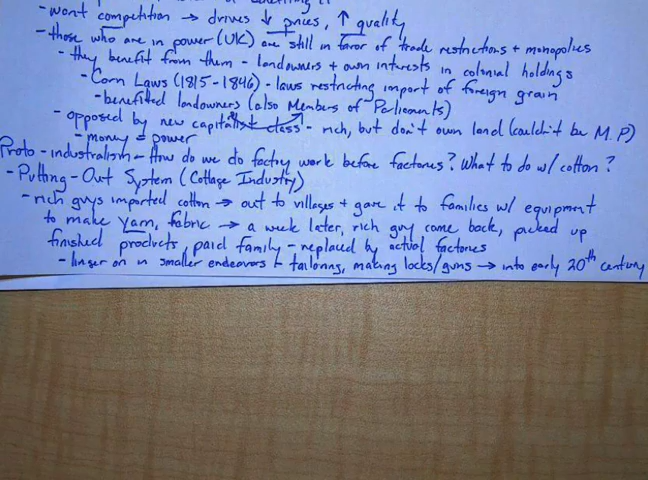 - want competition → drives ↓ prices, ↑ quality
- those who are in power (UK) are still in favor of trade restrictions + monopolies
- they benefit from them - landowners + own interests in colonial holdings
- Corn Laws (1815-1846) - laws restricting import of foreign grain
- benefitted landowners (also Members of Parliaments)
- opposed by new capitalist class - rich, but don't own land (couldn't be M.P)
- money = power
Proto-industralism - How do we do factory work before factories? What to do w/ cotton?
- Putting-Out System (Cottage Industry)
- rich guys imported cotton → out to villages + gave it to families w/ equipment
to make yarn, fabric → a week later, rich guy come back, picked up
finished products, paid family - replaced by actual factories
- linger on in smaller endeavors - tailoring, making locks/guns → into early 20th century